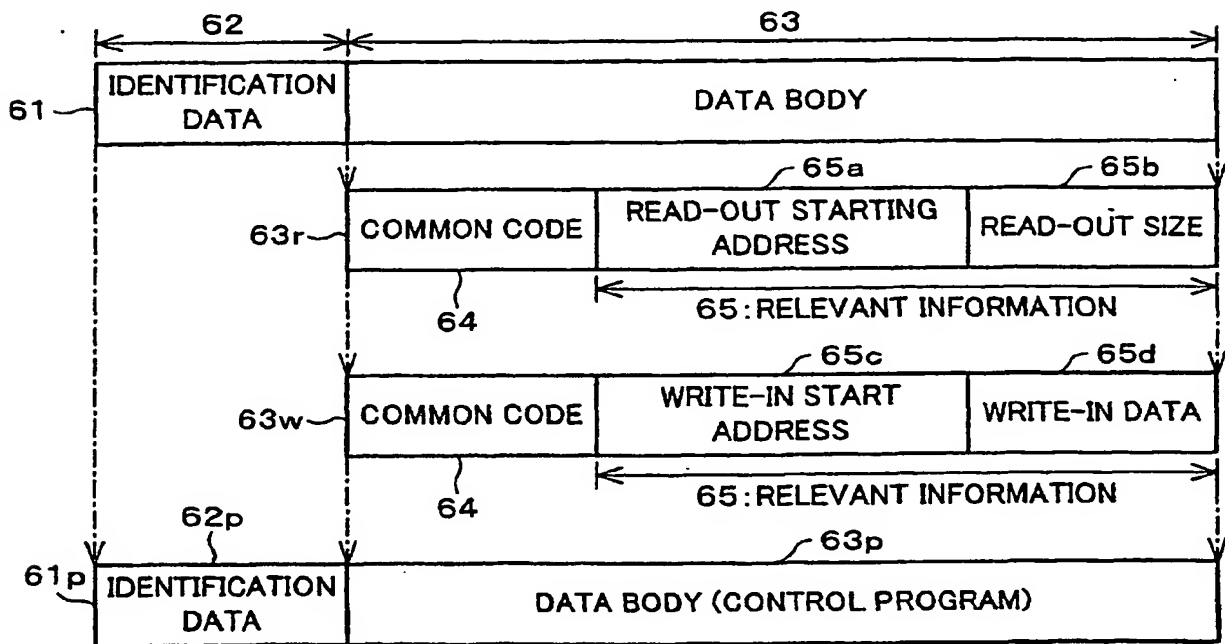 62
63
61
IDENTIFICATION
DATA
DATA BODY
65a
65b
63r
COMMON CODE
READ-OUT STARTING
ADDRESS
READ-OUT SIZE
64
65:RELEVANT INFORMATION
65c
65d
63w
COMMON CODE
WRITE-IN START
ADDRESS
WRITE-IN DATA
64
65:RELEVANT INFORMATION
62p
63p
61p
IDENTIFICATION
DATA
DATA BODY (CONTROL PROGRAM)